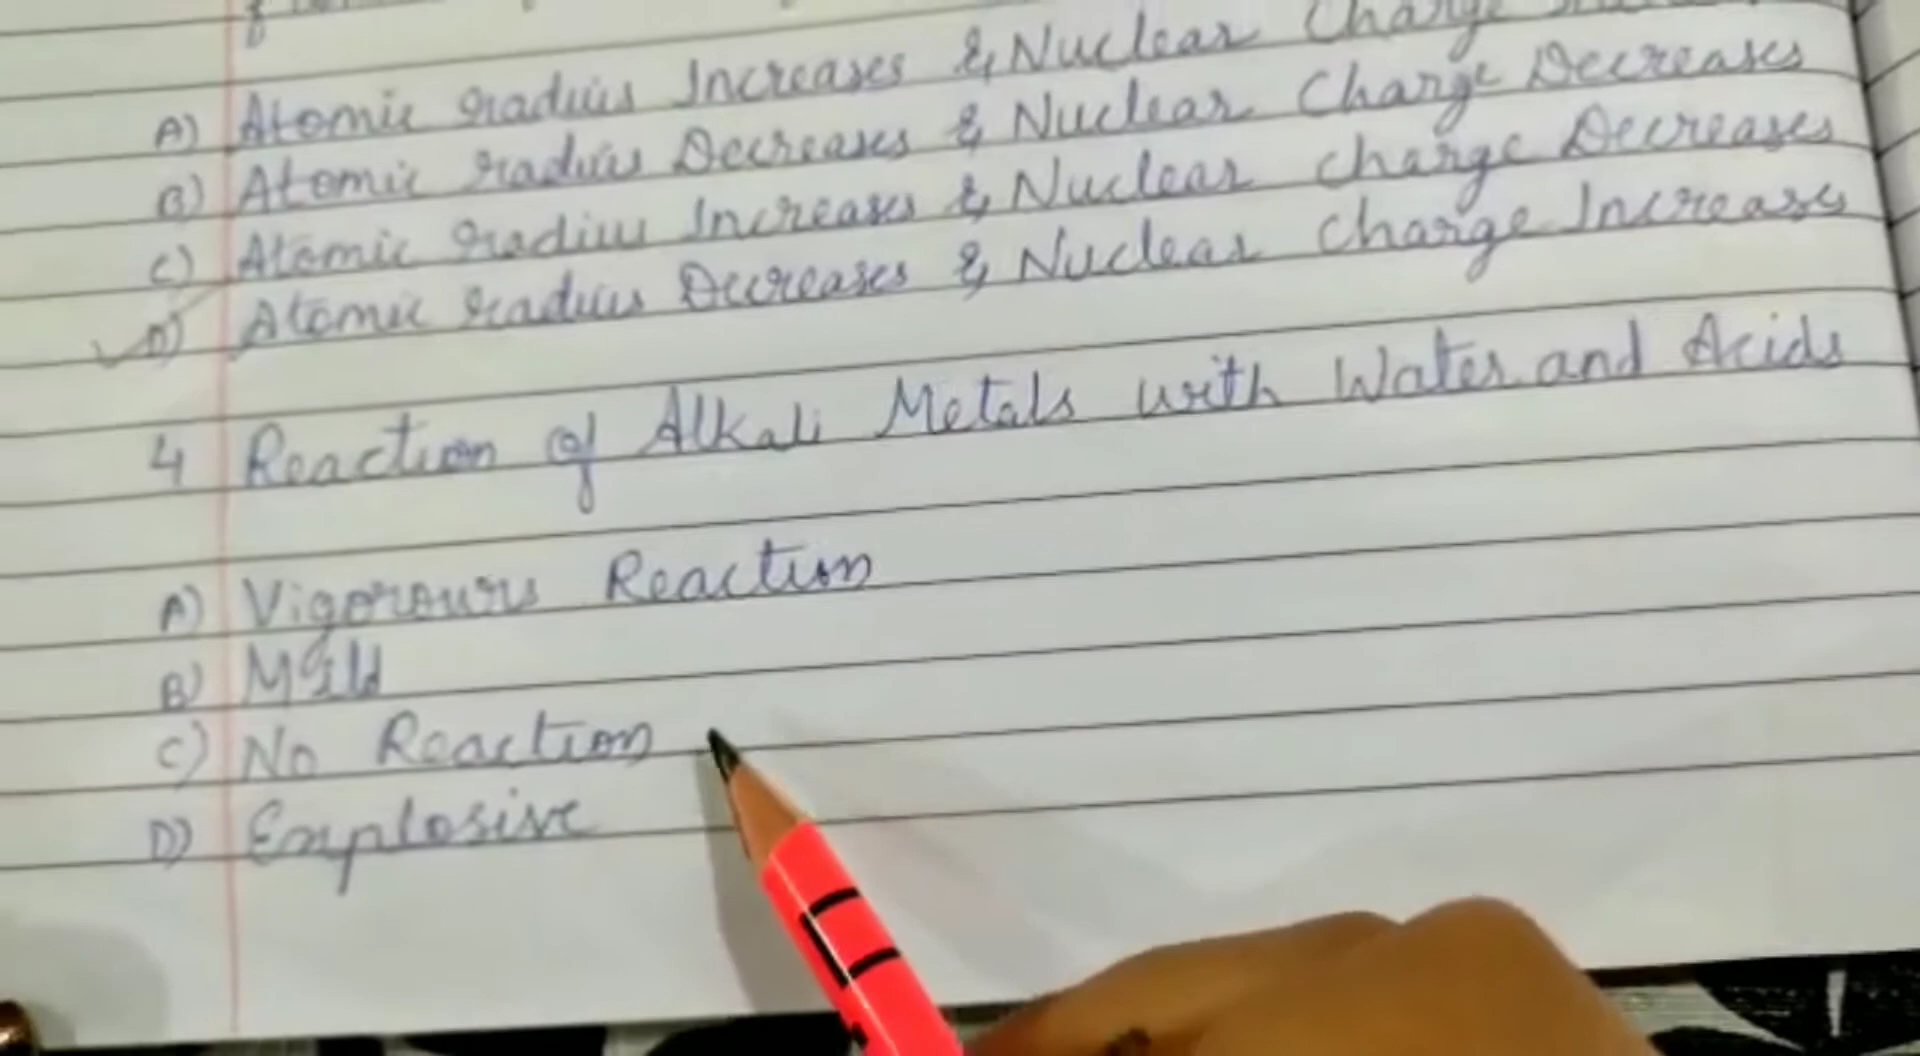 A) Atomic radius Increases & Nuclear Charge
B) Atomic radius Decreases & Nuclear Charge Decreases
C) Atomic radius Increases & Nuclear charge Decreases
D) Atomic radius Decreases & Nuclear Charge Increases
4 Reaction of Alkali Metals with Water and Acids
A) Vigorours Reaction
B) Mild
C) No Reaction
D) Explosive